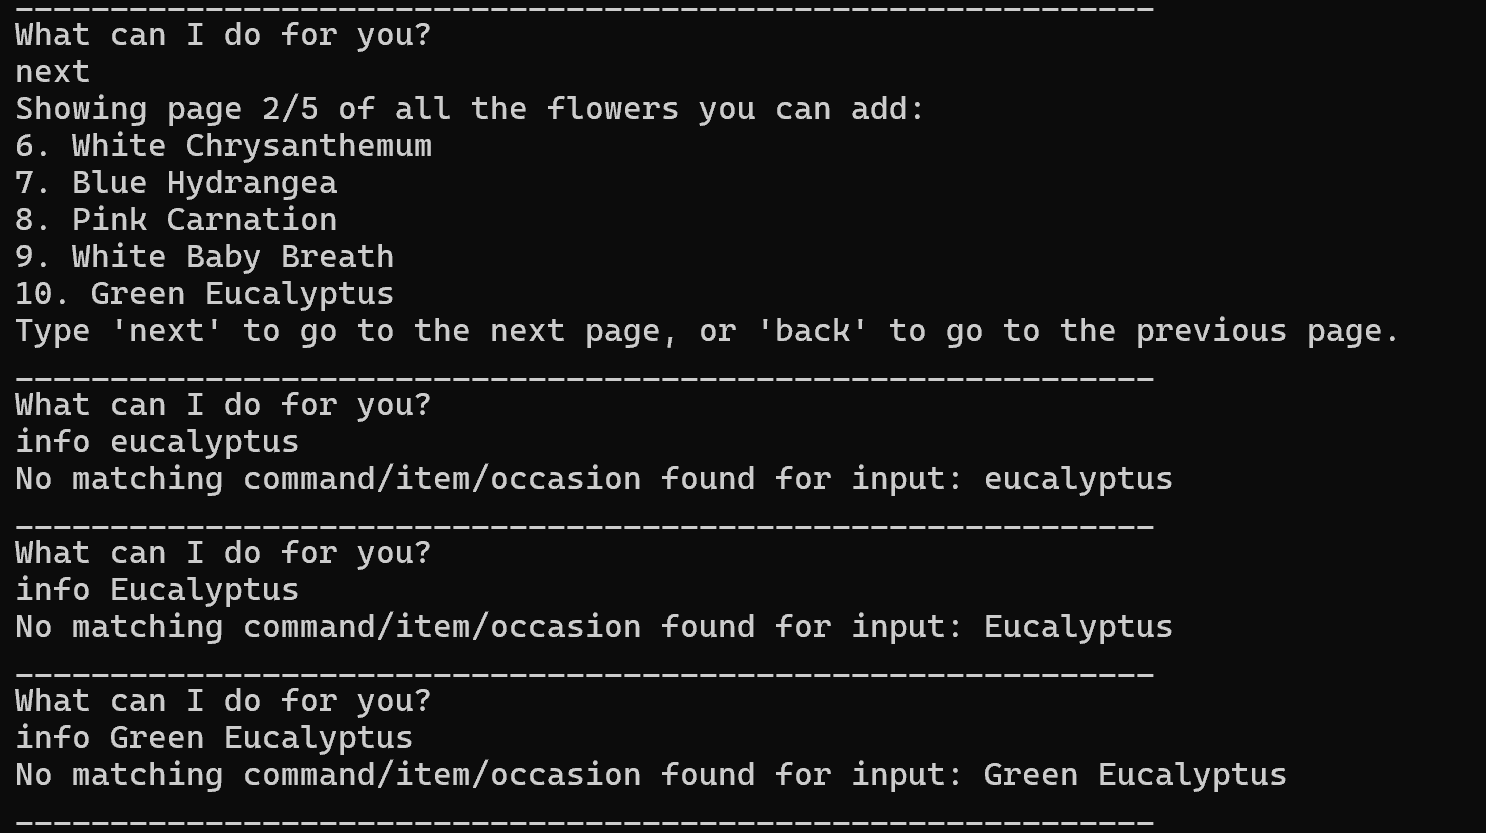 ____________________________________________________________
What can I do for you?
next
Showing page 2/5 of all the flowers you can add:
6. White Chrysanthemum
7. Blue Hydrangea
8. Pink Carnation
9. White Baby Breath
10. Green Eucalyptus
Type 'next' to go to the next page, or 'back' to go to the previous page.
____________________________________________________________
What can I do for you?
info eucalyptus
No matching command/item/occasion found for input: eucalyptus
____________________________________________________________
What can I do for you?
info Eucalyptus
No matching command/item/occasion found for input: Eucalyptus
____________________________________________________________
What can I do for you?
info Green Eucalyptus
No matching command/item/occasion found for input: Green Eucalyptus
____________________________________________________________